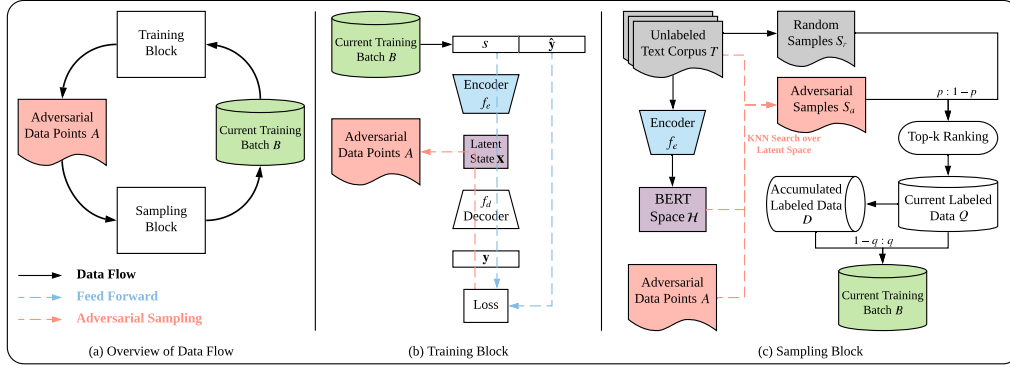 Training
Block
Adversarial
Data Points A
Current Training
Batch B
Sampling
Block
Data Flow
Feed Forward
Adversarial Sampling
(a) Overview of Data Flow
Current Training
Batch B
s
ŷ
Encoder
fₑ
Adversarial
Data Points A
Latent
State x
f_d
Decoder
y
Loss
(b) Training Block
Unlabeled
Text Corpus T
Random
Samples Sᵣ
Adversarial
Samples Sₐ
p : 1 − p
KNN Search over
Latent Space
Encoder
fₑ
Top-k Ranking
BERT
Space ℋ
Accumulated
Labeled Data
D
Current Labeled
Data Q
1 − q : q
Adversarial
Data Points A
Current Training
Batch B
(c) Sampling Block